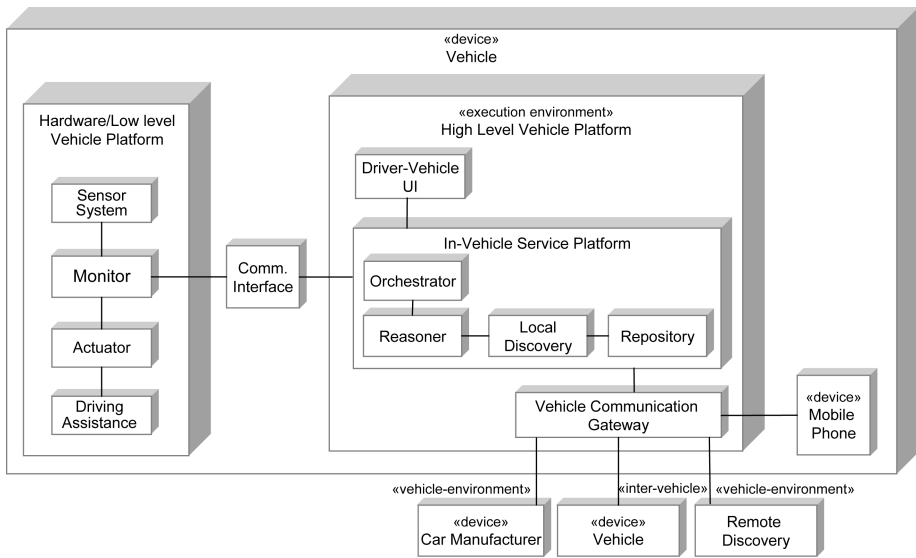 «device»
Vehicle
Hardware/Low level
Vehicle Platform
Sensor
System
Monitor
Actuator
Driving
Assistance
Comm.
Interface
«execution environment»
High Level Vehicle Platform
Driver-Vehicle
UI
In-Vehicle Service Platform
Orchestrator
Reasoner
Local
Discovery
Repository
Vehicle Communication
Gateway
«device»
Mobile
Phone
«vehicle-environment»
«inter-vehicle»
«vehicle-environment»
«device»
Car Manufacturer
«device»
Vehicle
Remote
Discovery